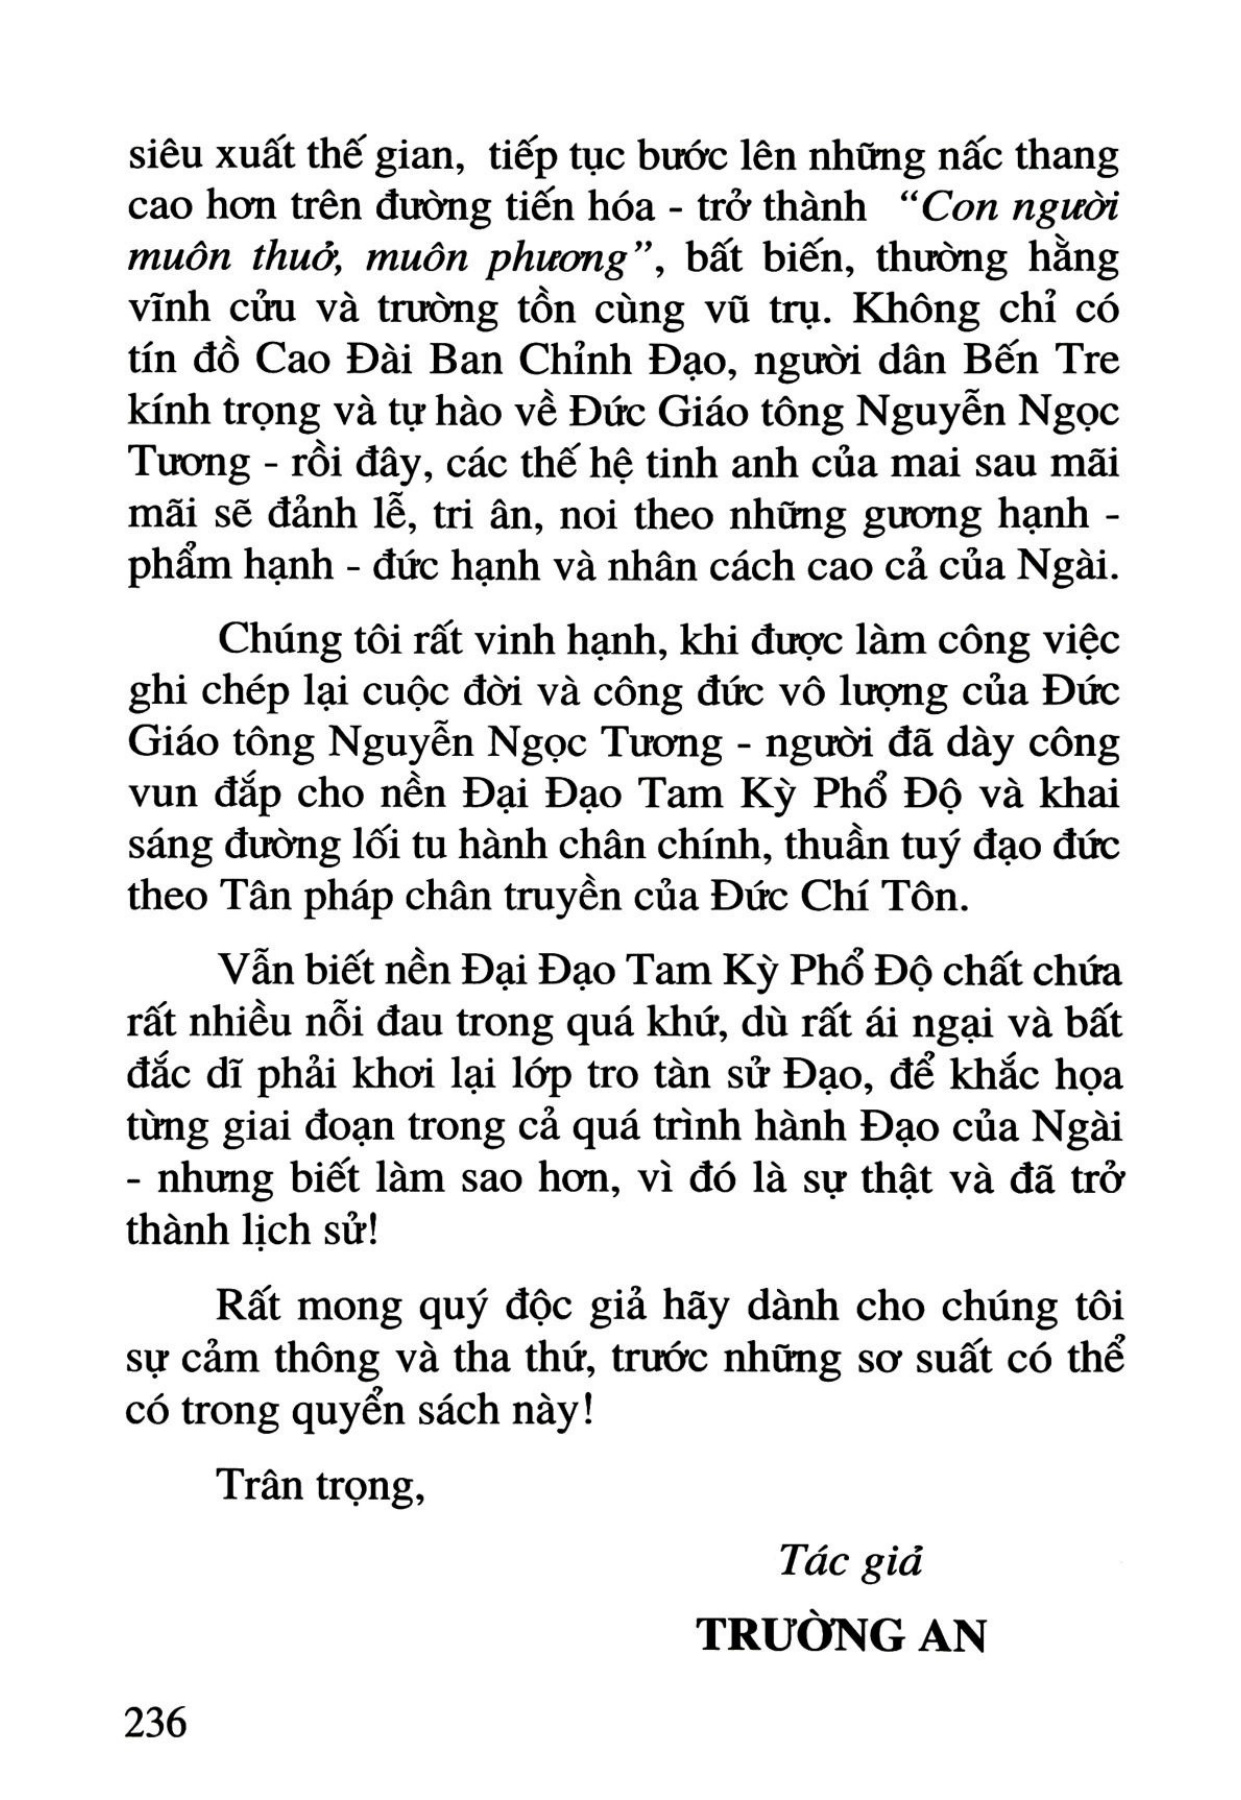 siêu xuất thế gian, tiếp tục bước lên những nấc thang
cao hơn trên đường tiến hóa - trở thành “Con người
muôn thuở, muôn phương”, bất biến, thường hằng
vĩnh cửu và trường tồn cùng vũ trụ. Không chỉ có
tín đồ Cao Đài Ban Chỉnh Đạo, người dân Bến Tre
kính trọng và tự hào về Đức Giáo tông Nguyễn Ngọc
Tương - rồi đây, các thế hệ tinh anh của mai sau mãi
mãi sẽ đảnh lễ, tri ân, noi theo những gương hạnh -
phẩm hạnh - đức hạnh và nhân cách cao cả của Ngài.
Chúng tôi rất vinh hạnh, khi được làm công việc
ghi chép lại cuộc đời và công đức vô lượng của Đức
Giáo tông Nguyễn Ngọc Tương - người đã dày công
vun đắp cho nền Đại Đạo Tam Kỳ Phổ Độ và khai
sáng đường lối tu hành chân chính, thuần tuý đạo đức
theo Tân pháp chân truyền của Đức Chí Tôn.
Vẫn biết nền Đại Đạo Tam Kỳ Phổ Độ chất chứa
rất nhiều nỗi đau trong quá khứ, dù rất ái ngại và bất
đắc dĩ phải khơi lại lớp tro tàn sử Đạo, để khắc họa
từng giai đoạn trong cả quá trình hành Đạo của Ngài
- nhưng biết làm sao hơn, vì đó là sự thật và đã trở
thành lịch sử!
Rất mong quý độc giả hãy dành cho chúng tôi
sự cảm thông và tha thứ, trước những sơ suất có thể
có trong quyển sách này!
Trân trọng,
Tác giả
TRƯỜNG AN
236